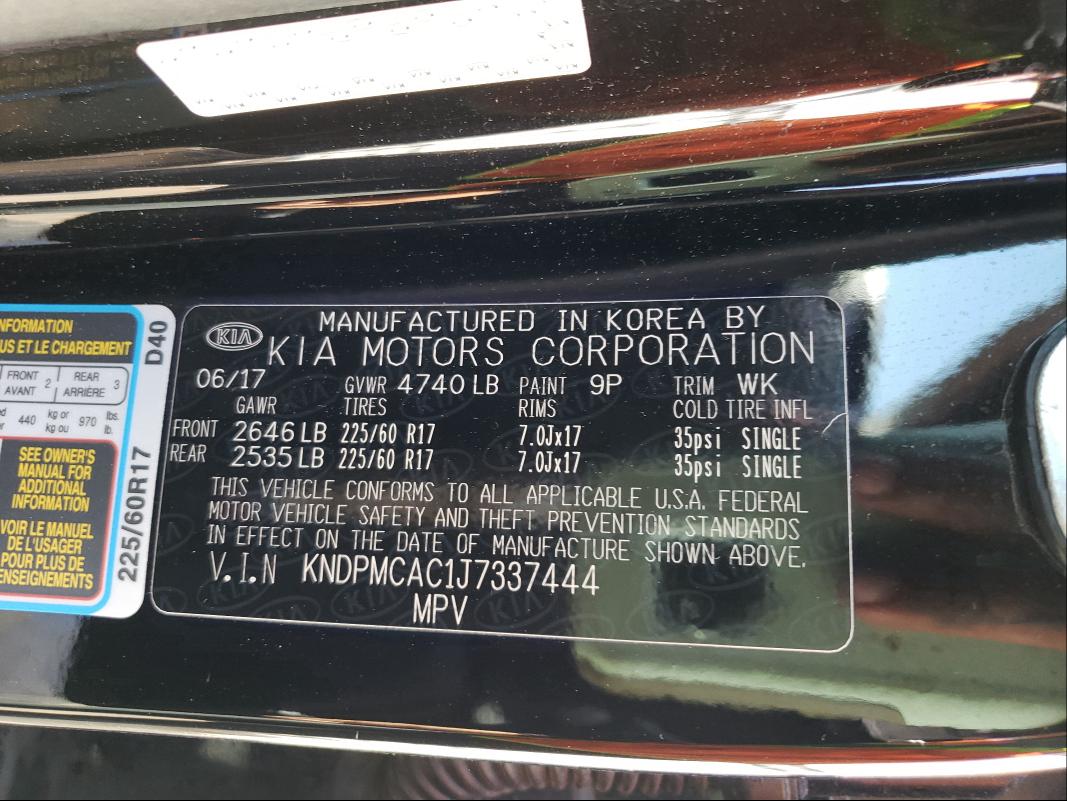 NFORMATION
US ET LE CHARGEMENT
FRONT 2 REAR 3
AVANT ARRIÈRE
440 kg or 970 lbs.
kg ou lb.
SEE OWNER'S
MANUAL FOR
ADDITIONAL
INFORMATION
VOIR LE MANUEL
DE L'USAGER
POUR PLUS DE
ENSEIGNEMENTS
D40
225/60R17
KIA
MANUFACTURED IN KOREA BY
KIA MOTORS CORPORATION
06/17 GVWR 4740 LB PAINT 9P TRIM WK
GAWR TIRES RIMS COLD TIRE INFL
FRONT 2646 LB 225/60 R17 7.0Jx17 35psi SINGLE
REAR 2535 LB 225/60 R17 7.0Jx17 35psi SINGLE
THIS VEHICLE CONFORMS TO ALL APPLICABLE U.S.A. FEDERAL
MOTOR VEHICLE SAFETY AND THEFT PREVENTION STANDARDS
IN EFFECT ON THE DATE OF MANUFACTURE SHOWN ABOVE.
V.I.N KNDPMCAC1J7337444
MPV